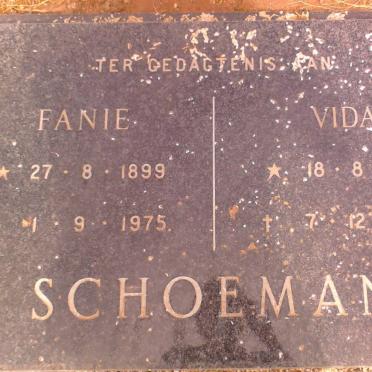 TER GEDAGTENIS AAN
FANIE VIDA
★ 27 · 8 · 1899 ★ 18 · 8
1 · 9 · 1975 † 7 · 12
SCHOEMAN